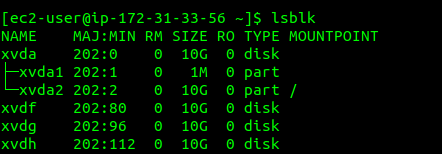 [ec2-user@ip-172-31-33-56 ~]$ lsblk
NAME    MAJ:MIN RM SIZE RO TYPE MOUNTPOINT
xvda    202:0    0  10G  0 disk
├─xvda1 202:1    0   1M  0 part
└─xvda2 202:2    0  10G  0 part /
xvdf    202:80   0  10G  0 disk
xvdg    202:96   0  10G  0 disk
xvdh    202:112  0  10G  0 disk